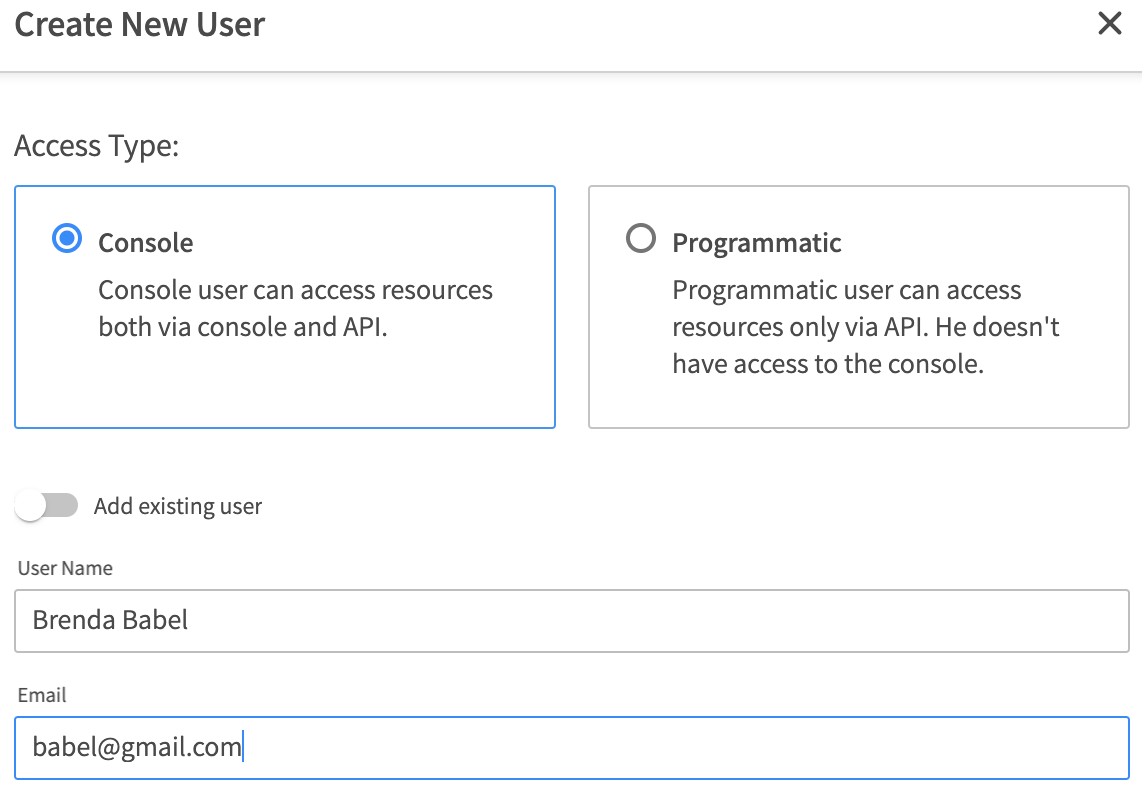 Create New User
Access Type:
Console
Console user can access resources
both via console and API.
Programmatic
Programmatic user can access
resources only via API. He doesn't
have access to the console.
Add existing user
User Name
Brenda Babel
Email
babel@gmail.com